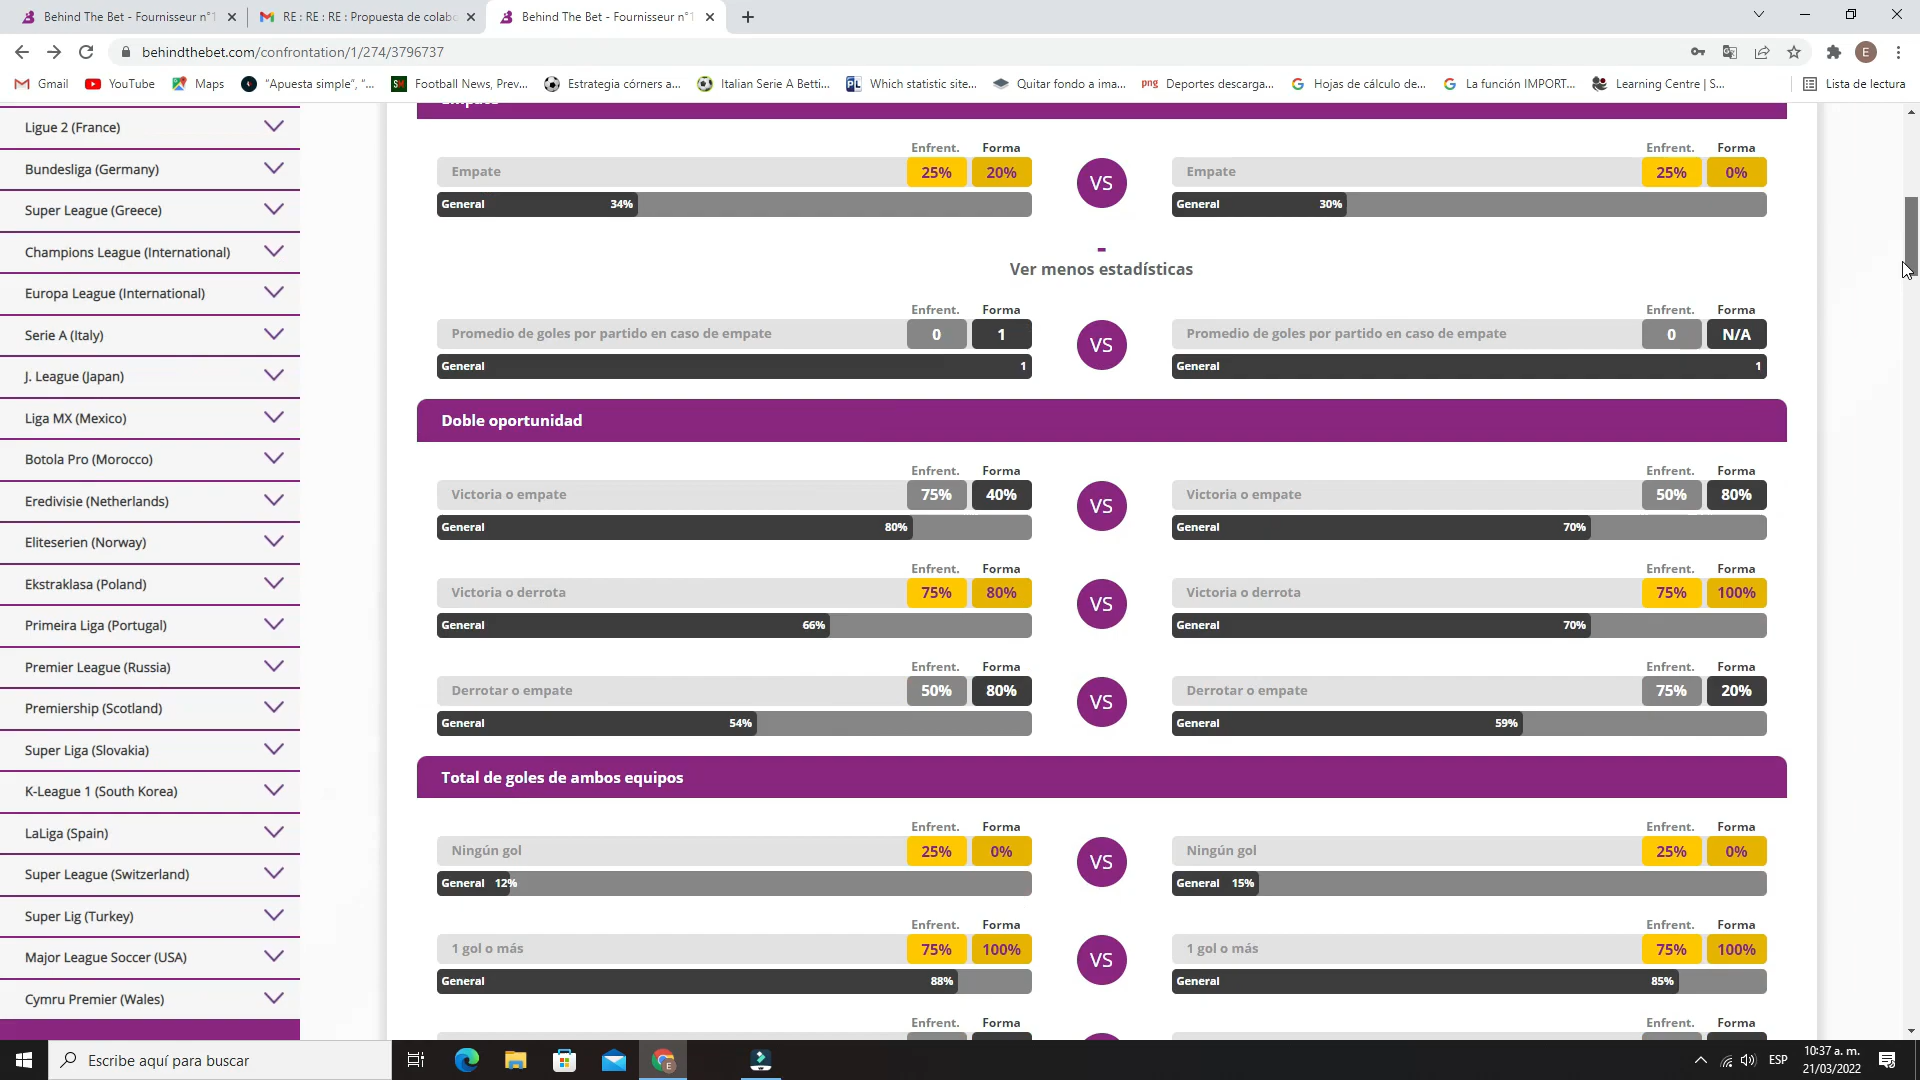 Behind The Bet - Fournisseur n°1
RE : RE : RE : Propuesta de colabo
Behind The Bet - Fournisseur n°1
behindthebet.com/confrontation/1/274/3796737
E
Gmail
YouTube
Maps
"Apuesta simple", "...
Football News, Prev...
Estrategia córners a...
Italian Serie A Betti...
Which statistic site...
Quitar fondo a ima...
png Deportes descarga...
Hojas de cálculo de...
La función IMPORT...
Learning Centre | S...
Lista de lectura
Ligue 2 (France)
Bundesliga (Germany)
Super League (Greece)
Champions League (International)
Europa League (International)
Serie A (Italy)
J. League (Japan)
Liga MX (Mexico)
Botola Pro (Morocco)
Eredivisie (Netherlands)
Eliteserien (Norway)
Ekstraklasa (Poland)
Primeira Liga (Portugal)
Premier League (Russia)
Premiership (Scotland)
Super Liga (Slovakia)
K-League 1 (South Korea)
LaLiga (Spain)
Super League (Switzerland)
Super Lig (Turkey)
Major League Soccer (USA)
Cymru Premier (Wales)
Empate
Enfrent. Forma Enfrent. Forma
Empate 25% 20% VS Empate 25% 0%
General 34% General 30%
-
Ver menos estadísticas
Enfrent. Forma Enfrent. Forma
Promedio de goles por partido en caso de empate 0 1 VS Promedio de goles por partido en caso de empate 0 N/A
General 1 General 1
Doble oportunidad
Enfrent. Forma Enfrent. Forma
Victoria o empate 75% 40% VS Victoria o empate 50% 80%
General 80% General 70%
Enfrent. Forma Enfrent. Forma
Victoria o derrota 75% 80% VS Victoria o derrota 75% 100%
General 66% General 70%
Enfrent. Forma Enfrent. Forma
Derrotar o empate 50% 80% VS Derrotar o empate 75% 20%
General 54% General 59%
Total de goles de ambos equipos
Enfrent. Forma Enfrent. Forma
Ningún gol 25% 0% VS Ningún gol 25% 0%
General 12% General 15%
Enfrent. Forma Enfrent. Forma
1 gol o más 75% 100% VS 1 gol o más 75% 100%
General 88% General 85%
Enfrent. Forma Enfrent. Forma
Escribe aquí para buscar
ESP
10:37 a. m.
21/03/2022